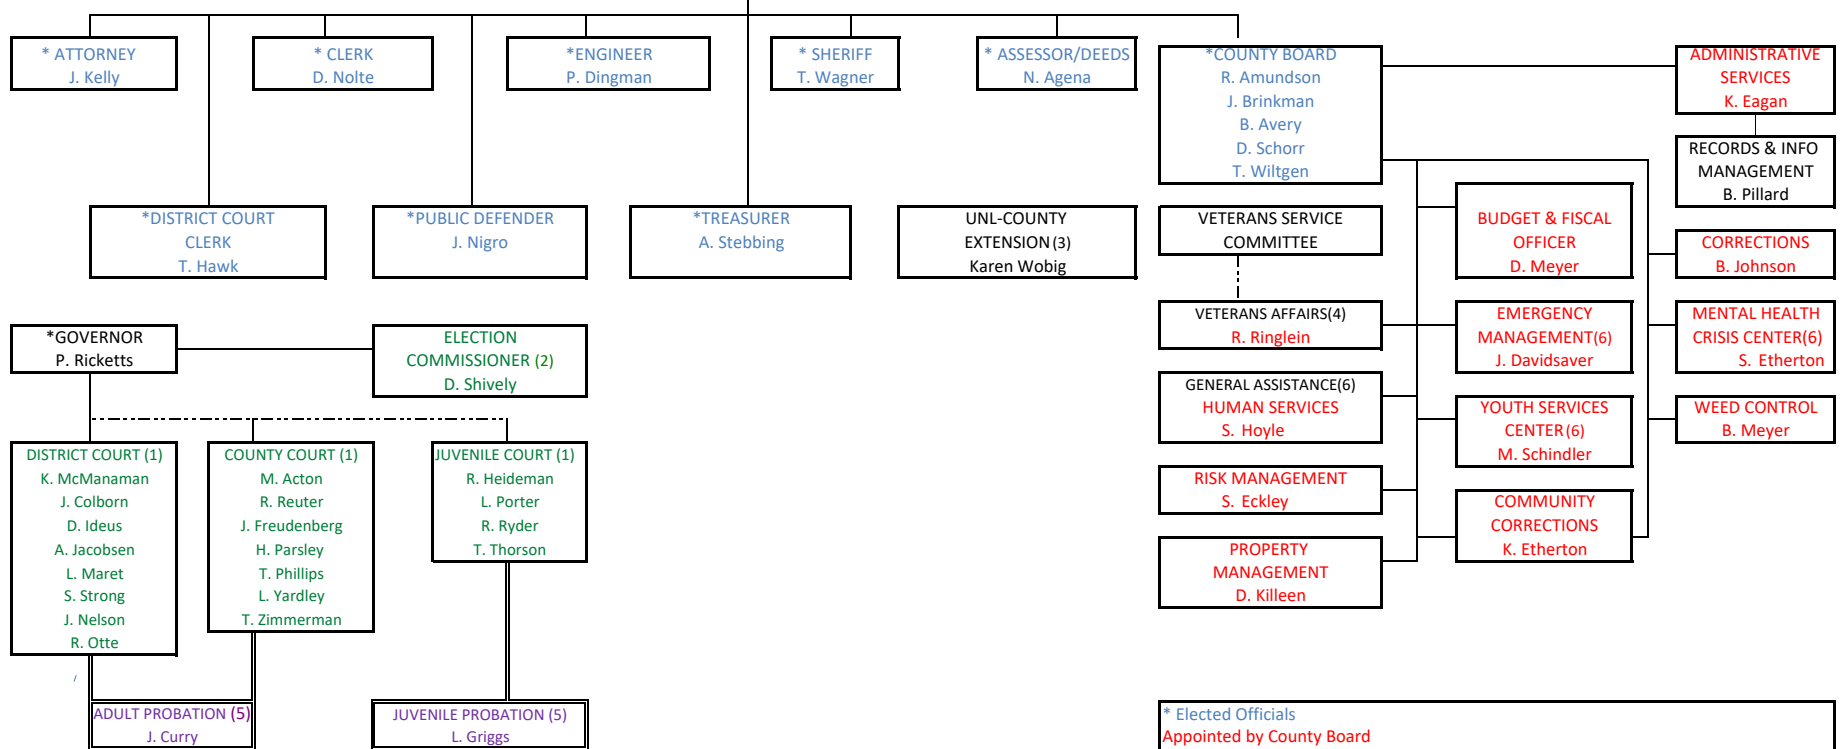 * ATTORNEY
J. Kelly
* CLERK
D. Nolte
*ENGINEER
P. Dingman
* SHERIFF
T. Wagner
* ASSESSOR/DEEDS
N. Agena
*COUNTY BOARD
R. Amundson
J. Brinkman
B. Avery
D. Schorr
T. Wiltgen
ADMINISTRATIVE
SERVICES
K. Eagan
RECORDS & INFO
MANAGEMENT
B. Pillard
*DISTRICT COURT
CLERK
T. Hawk
*PUBLIC DEFENDER
J. Nigro
*TREASURER
A. Stebbing
UNL-COUNTY
EXTENSION (3)
Karen Wobig
VETERANS SERVICE
COMMITTEE
BUDGET & FISCAL
OFFICER
D. Meyer
CORRECTIONS
B. Johnson
*GOVERNOR
P. Ricketts
ELECTION
COMMISSIONER (2)
D. Shively
VETERANS AFFAIRS(4)
R. Ringlein
EMERGENCY
MANAGEMENT(6)
J. Davidsaver
MENTAL HEALTH
CRISIS CENTER(6)
S. Etherton
GENERAL ASSISTANCE(6)
HUMAN SERVICES
S. Hoyle
YOUTH SERVICES
CENTER (6)
M. Schindler
WEED CONTROL
B. Meyer
DISTRICT COURT (1)
K. McManaman
J. Colborn
D. Ideus
A. Jacobsen
L. Maret
S. Strong
J. Nelson
R. Otte
COUNTY COURT (1)
M. Acton
R. Reuter
J. Freudenberg
H. Parsley
T. Phillips
L. Yardley
T. Zimmerman
JUVENILE COURT (1)
R. Heideman
L. Porter
R. Ryder
T. Thorson
RISK MANAGEMENT
S. Eckley
COMMUNITY
CORRECTIONS
K. Etherton
PROPERTY
MANAGEMENT
D. Killeen
/
ADULT PROBATION (5)
J. Curry
JUVENILE PROBATION (5)
L. Griggs
* Elected Officials
Appointed by County Board